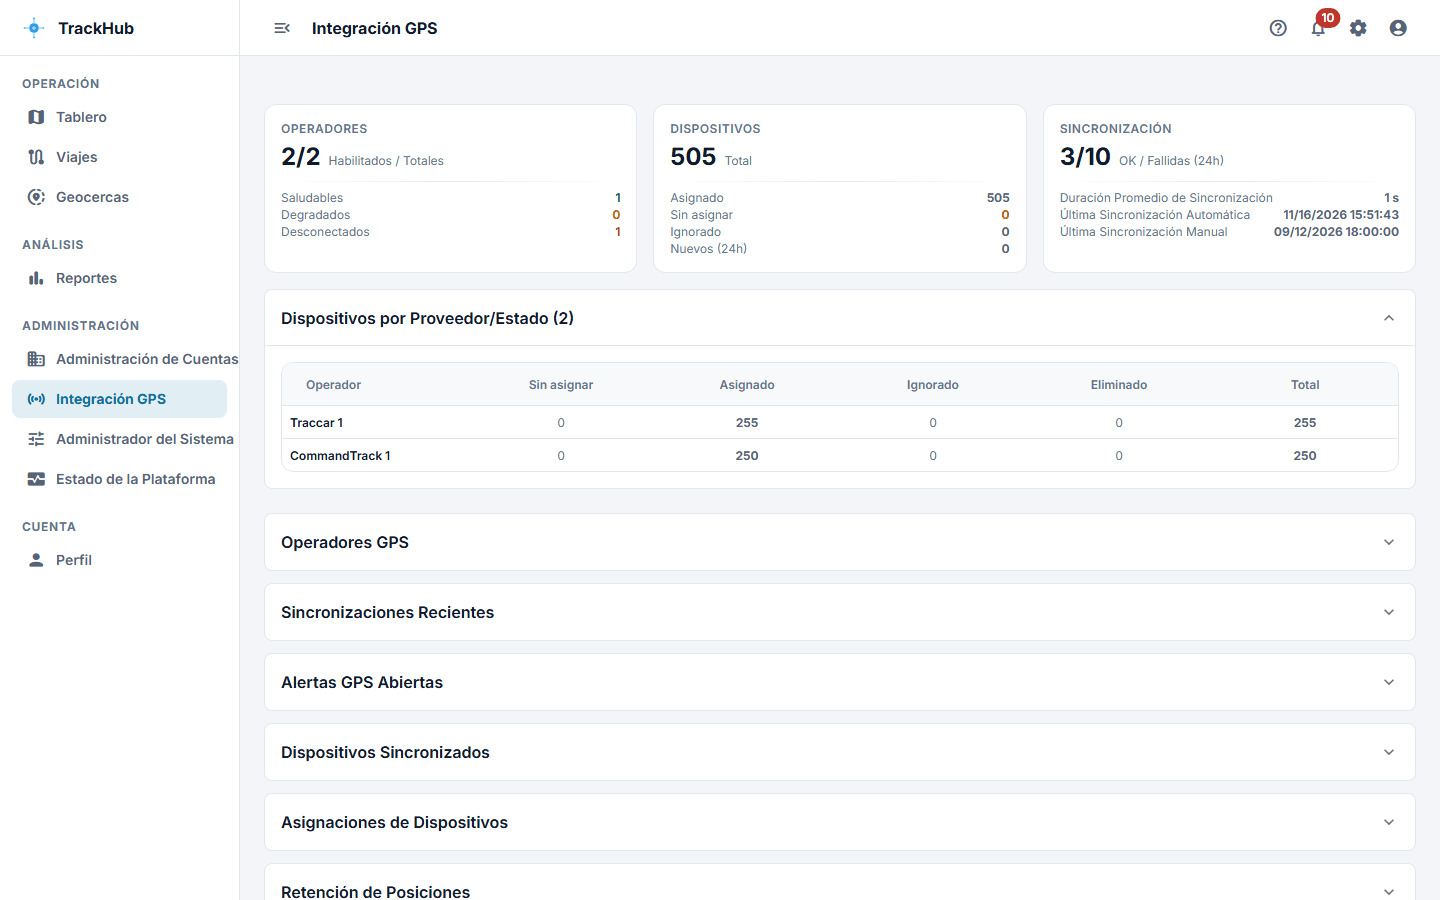 TrackHub
Integración GPS
10
OPERACIÓN
Tablero
Viajes
Geocercas
ANÁLISIS
Reportes
ADMINISTRACIÓN
Administración de Cuentas
Integración GPS
Administrador del Sistema
Estado de la Plataforma
CUENTA
Perfil
OPERADORES
2/2 Habilitados / Totales
Saludables 1
Degradados 0
Desconectados 1
DISPOSITIVOS
505 Total
Asignado 505
Sin asignar 0
Ignorado 0
Nuevos (24h) 0
SINCRONIZACIÓN
3/10 OK / Fallidas (24h)
Duración Promedio de Sincronización 1 s
Última Sincronización Automática 11/16/2026 15:51:43
Última Sincronización Manual 09/12/2026 18:00:00
Dispositivos por Proveedor/Estado (2)
Operador Sin asignar Asignado Ignorado Eliminado Total
Traccar 1 0 255 0 0 255
CommandTrack 1 0 250 0 0 250
Operadores GPS
Sincronizaciones Recientes
Alertas GPS Abiertas
Dispositivos Sincronizados
Asignaciones de Dispositivos
Retención de Posiciones